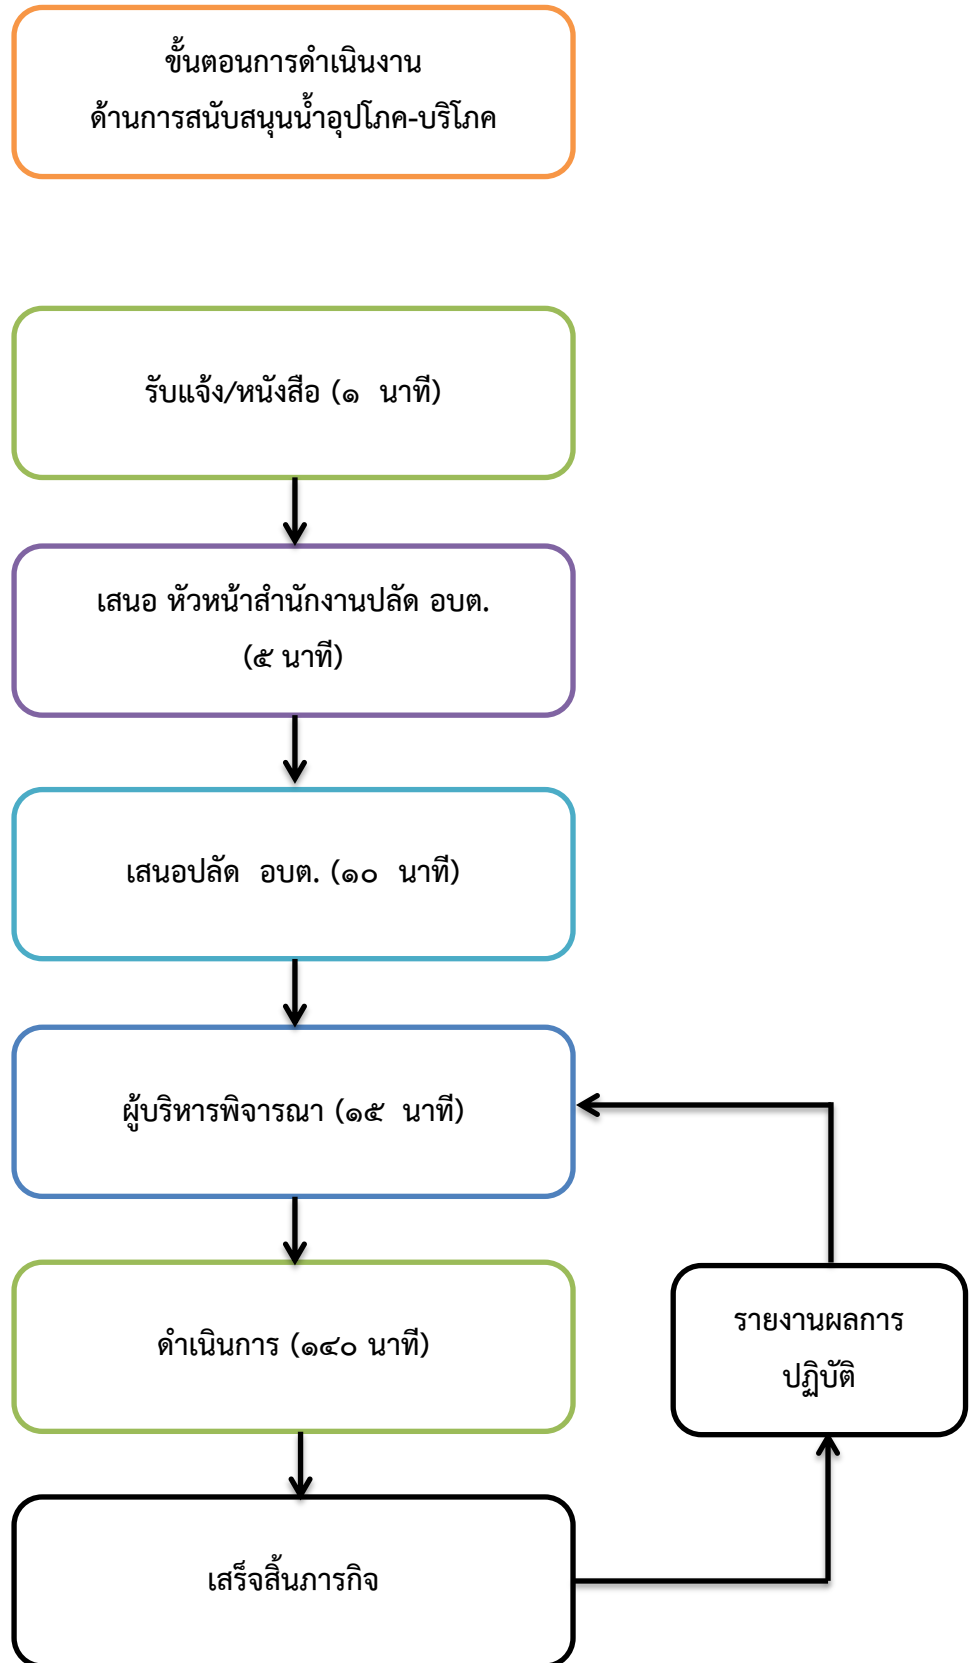 ขั้นตอนการดำเนินงาน
ด้านการสนับสนุนน้ำอุปโภค-บริโภค
รับแจ้ง/หนังสือ (๑ นาที)
เสนอ หัวหน้าสำนักงานปลัด อบต.
(๕ นาที)
เสนอปลัด อบต. (๑๐ นาที)
ผู้บริหารพิจารณา (๑๕ นาที)
ดำเนินการ (๑๔๐ นาที)
รายงานผลการ
ปฏิบัติ
เสร็จสิ้นภารกิจ